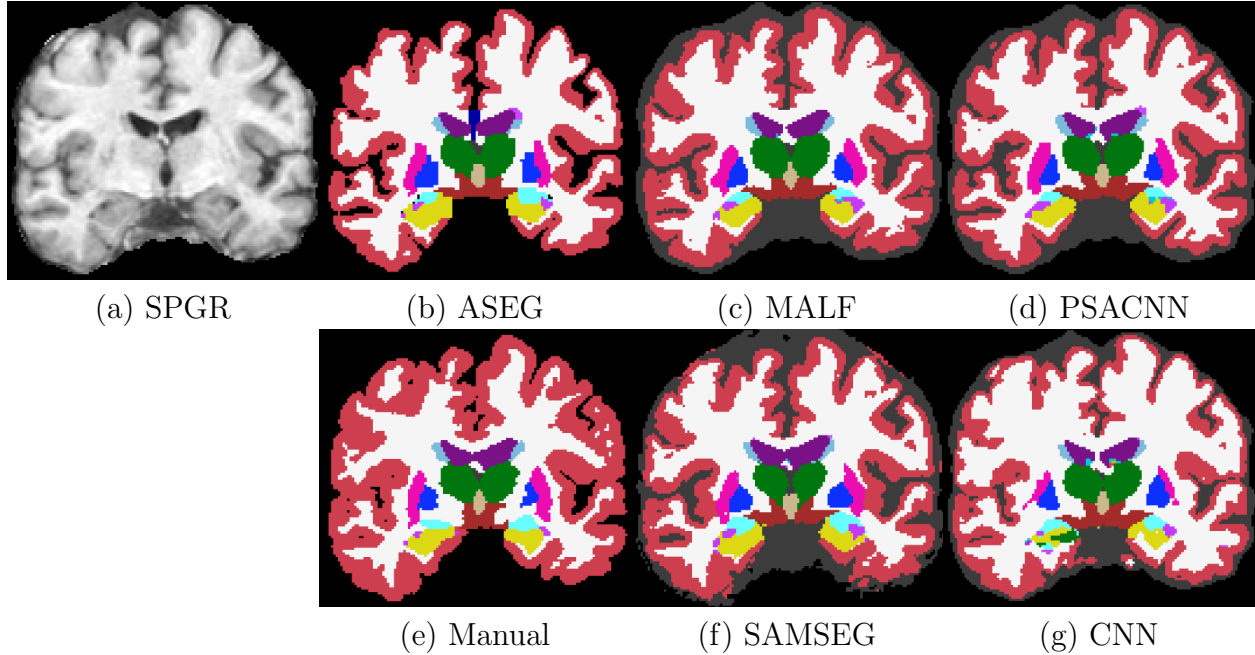 (a) SPGR
(b) ASEG
(c) MALF
(d) PSACNN
(e) Manual
(f) SAMSEG
(g) CNN